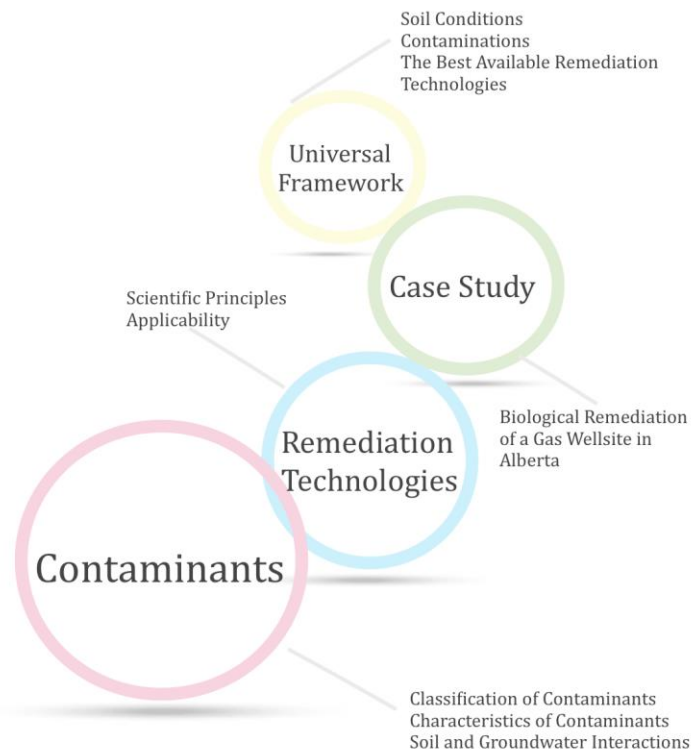 Soil Conditions
Contaminations
The Best Available Remediation
Technologies
Universal
Framework
Case Study
Scientific Principles
Applicability
Biological Remediation
of a Gas Wellsite in
Alberta
Remediation
Technologies
Contaminants
Classification of Contaminants
Characteristics of Contaminants
Soil and Groundwater Interactions